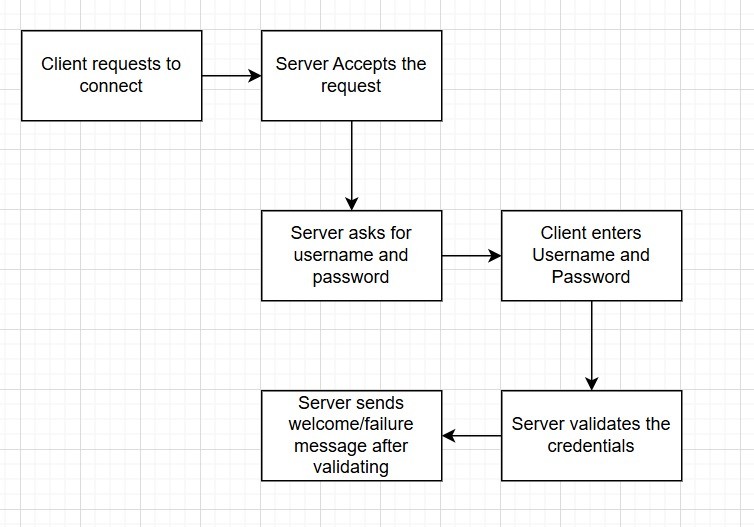 Client requests to
connect
Server Accepts the
request
Server asks for
username and
password
Client enters
Username and
Password
Server validates the
credentials
Server sends
welcome/failure
message after
validating